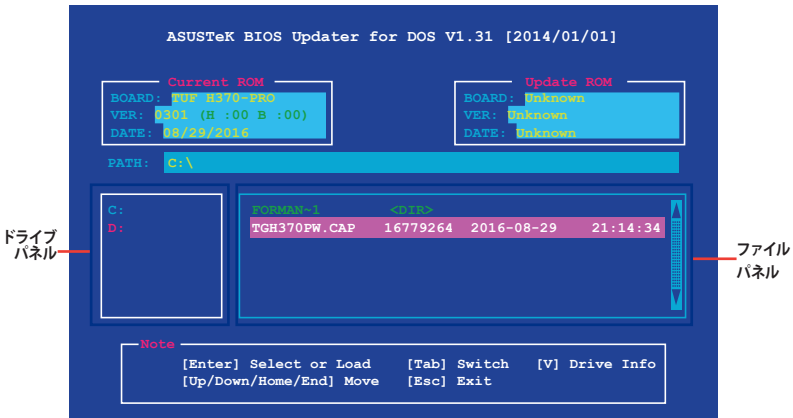 ASUSTeK BIOS Updater for DOS V1.31 [2014/01/01]
Current ROM
BOARD: TUF H370-PRO
VER: 0301 (H :00 B :00)
DATE: 08/29/2016
Update ROM
BOARD: Unknown
VER: Unknown
DATE: Unknown
PATH: C:\
C:
D:
FORMAN~1 <DIR>
TGH370PW.CAP 16779264 2016-08-29 21:14:34
ドライブ
パネル
ファイル
パネル
Note
[Enter] Select or Load [Tab] Switch [V] Drive Info
[Up/Down/Home/End] Move [Esc] Exit